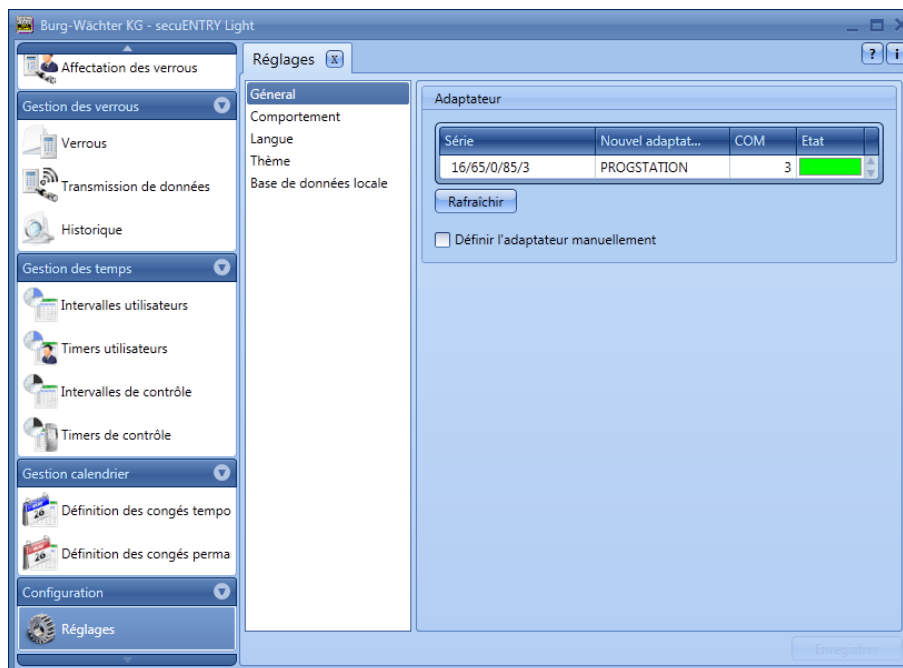 Burg-Wächter KG - secuENTRY Light
Affectation des verrous
Gestion des verrous
Verrous
Transmission de données
Historique
Gestion des temps
Intervalles utilisateurs
Timers utilisateurs
Intervalles de contrôle
Timers de contrôle
Gestion calendrier
Définition des congés tempo
Définition des congés perma
Configuration
Réglages
Réglages x
? i
Géneral
Comportement
Langue
Thème
Base de données locale
Adaptateur
Série Nouvel adaptat... COM Etat
16/65/0/85/3 PROGSTATION 3
Rafraîchir
Définir l'adaptateur manuellement
Enregistrer